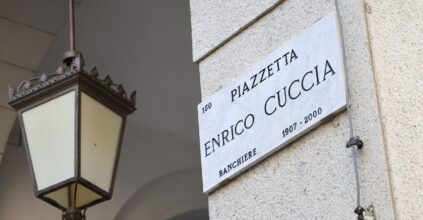 160
PIAZZETTA
ENRICO CUCCIA
BANCHIERE 1907 - 2000